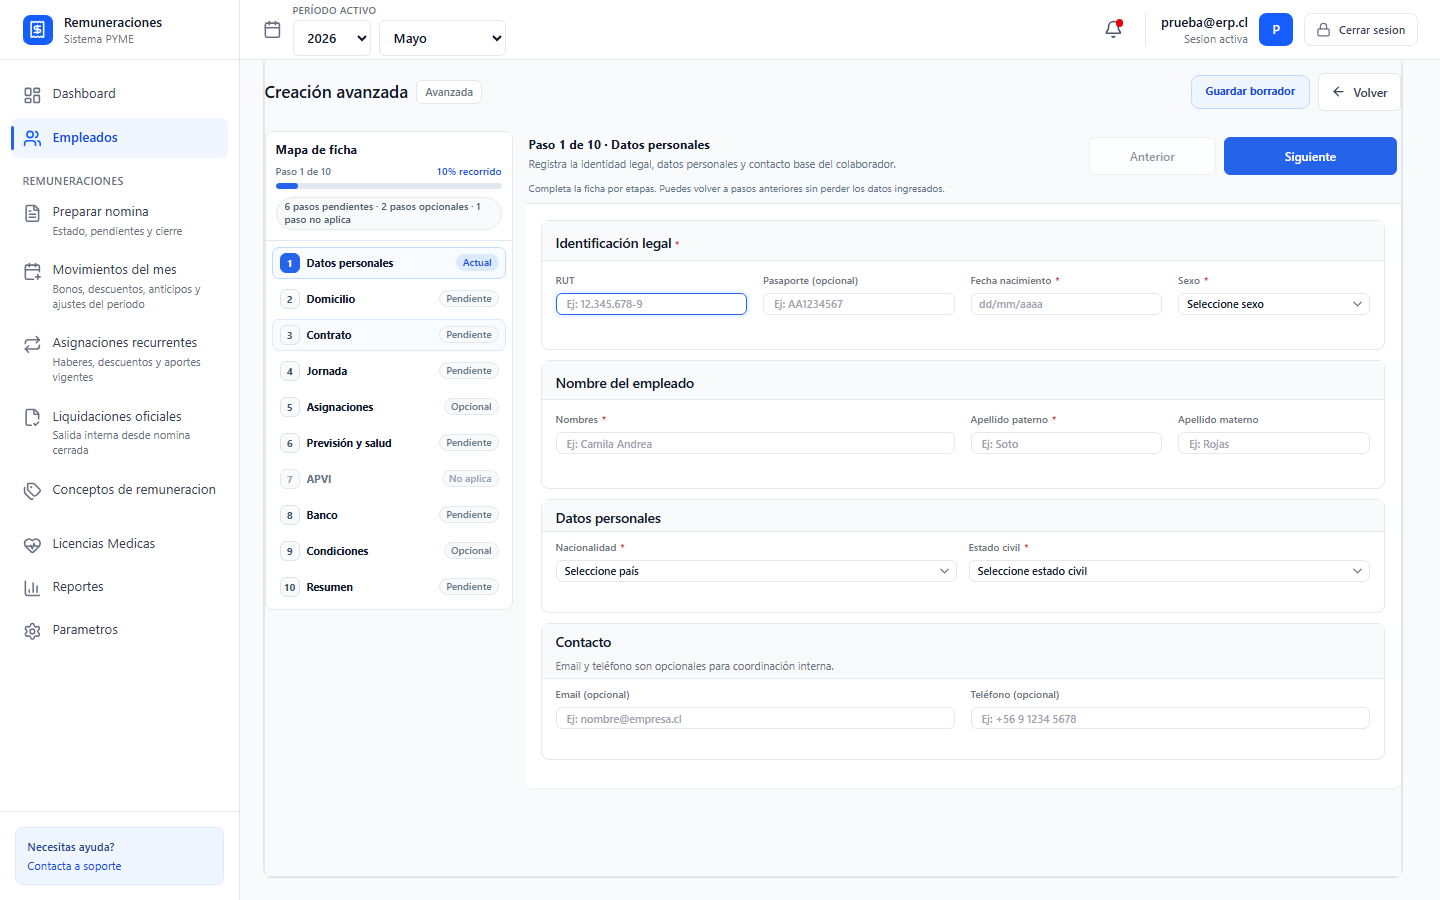 Remuneraciones
Sistema PYME
PERÍODO ACTIVO
2026
Mayo
prueba@erp.cl
Sesion activa
P
Cerrar sesion
Dashboard
Empleados
REMUNERACIONES
Preparar nomina
Estado, pendientes y cierre
Movimientos del mes
Bonos, descuentos, anticipos y
ajustes del periodo
Asignaciones recurrentes
Haberes, descuentos y aportes
vigentes
Liquidaciones oficiales
Salida interna desde nomina
cerrada
Conceptos de remuneracion
Licencias Medicas
Reportes
Parametros
Necesitas ayuda?
Contacta a soporte
Creación avanzada
Avanzada
Guardar borrador
Volver
Mapa de ficha
Paso 1 de 10
10% recorrido
6 pasos pendientes · 2 pasos opcionales · 1
paso no aplica
1 Datos personales Actual
2 Domicilio Pendiente
3 Contrato Pendiente
4 Jornada Pendiente
5 Asignaciones Opcional
6 Previsión y salud Pendiente
7 APVI No aplica
8 Banco Pendiente
9 Condiciones Opcional
10 Resumen Pendiente
Paso 1 de 10 · Datos personales
Registra la identidad legal, datos personales y contacto base del colaborador.
Completa la ficha por etapas. Puedes volver a pasos anteriores sin perder los datos ingresados.
Anterior
Siguiente
Identificación legal *
RUT
Ej: 12.345.678-9
Pasaporte (opcional)
Ej: AA1234567
Fecha nacimiento *
dd/mm/aaaa
Sexo *
Seleccione sexo
Nombre del empleado
Nombres *
Ej: Camila Andrea
Apellido paterno *
Ej: Soto
Apellido materno
Ej: Rojas
Datos personales
Nacionalidad *
Seleccione país
Estado civil *
Seleccione estado civil
Contacto
Email y teléfono son opcionales para coordinación interna.
Email (opcional)
Ej: nombre@empresa.cl
Teléfono (opcional)
Ej: +56 9 1234 5678